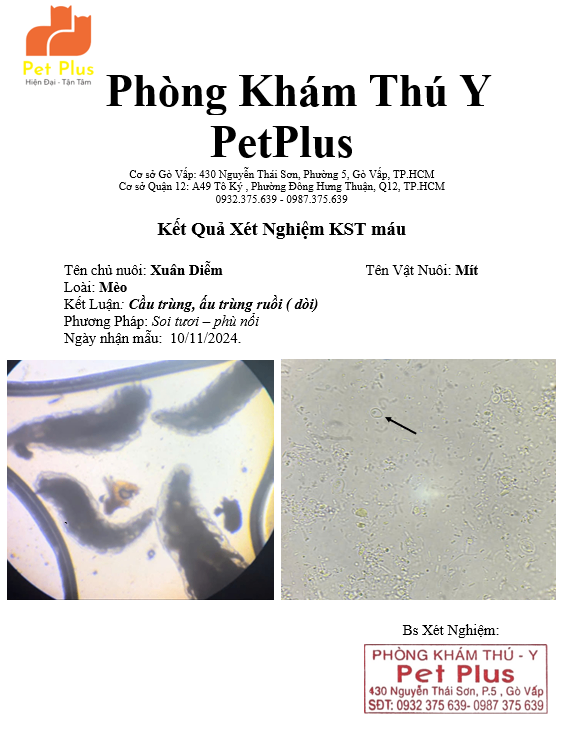 Pet Plus
Hiện Đại - Tận Tâm
Phòng Khám Thú Y
PetPlus
Cơ sở Gò Vấp: 430 Nguyễn Thái Sơn, Phường 5, Gò Vấp, TP.HCM
Cơ sở Quận 12: A49 Tô Ký , Phường Đông Hưng Thuận, Q12, TP.HCM
0932.375.639 - 0987.375.639
Kết Quả Xét Nghiệm KST máu
Tên chủ nuôi: Xuân Diễm Tên Vật Nuôi: Mít
Loài: Mèo
Kết Luận: Cầu trùng, ấu trùng ruồi ( dòi)
Phương Pháp: Soi tươi – phù nổi
Ngày nhận mẫu: 10/11/2024.
Bs Xét Nghiệm:
PHÒNG KHÁM THÚ - Y
Pet Plus
430 Nguyễn Thái Sơn, P.5 , Gò Vấp
SĐT: 0932 375 639- 0987 375 639